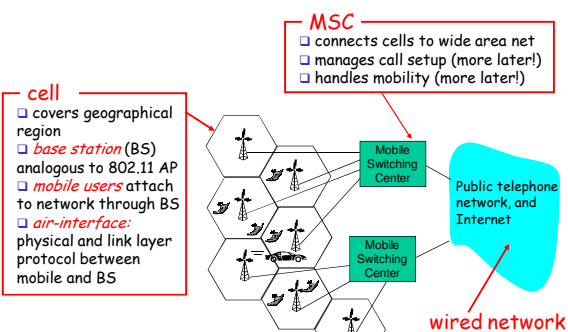 MSC
connects cells to wide area net
manages call setup (more later!)
handles mobility (more later!)
cell
covers geographical
region
base station (BS)
analogous to 802.11 AP
mobile users attach
to network through BS
air-interface:
physical and link layer
protocol between
mobile and BS
Mobile
Switching
Center
Public telephone
network, and
Internet
Mobile
Switching
Center
wired network